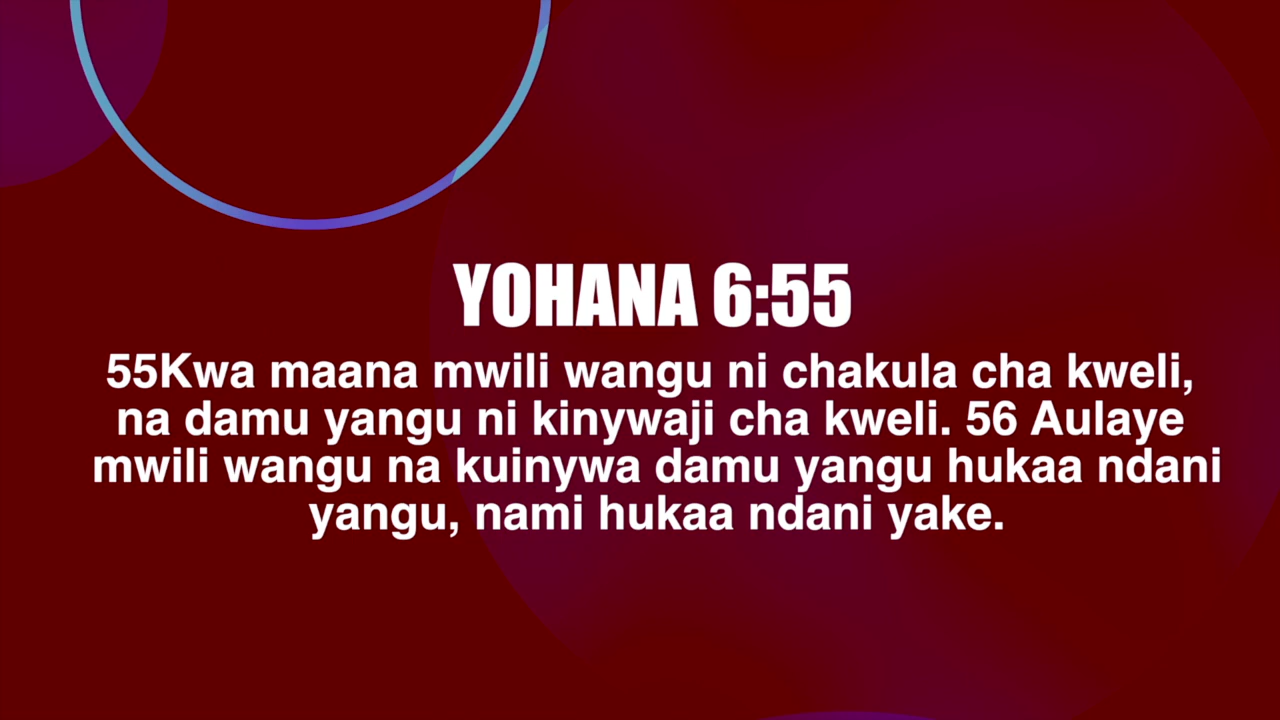 YOHANA 6:55
55Kwa maana mwili wangu ni chakula cha kweli,
na damu yangu ni kinywaji cha kweli. 56 Aulaye
mwili wangu na kuinywa damu yangu hukaa ndani
yangu, nami hukaa ndani yake.